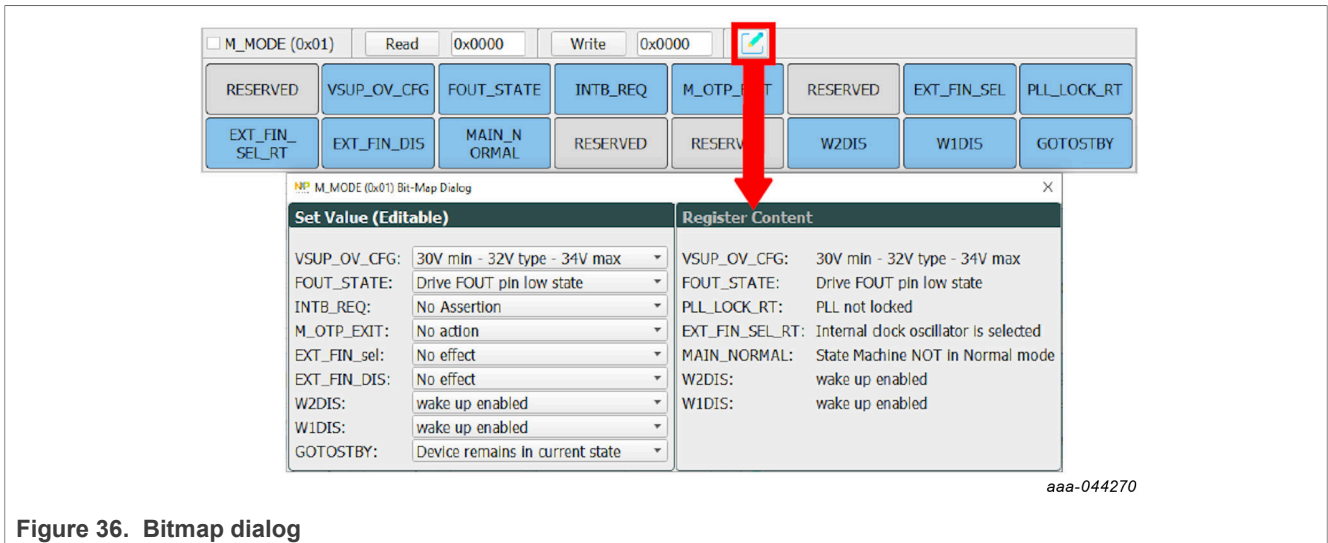 M_MODE (0x01) Read 0x0000 Write 0x0000
RESERVED VSUP_OV_CFG FOUT_STATE INTB_REQ RESERVED EXT_FIN_SEL PLL_LOCK_RT
EXT_FIN_
SEL_RT EXT_FIN_DIS MAIN_N
ORMAL RESERVED W2DIS W1DIS GOTOSTBY
M_MODE (0x01) Bit-Map Dialog
Set Value (Editable) Register Content
VSUP_OV_CFG: 30V min - 32V type - 34V max VSUP_OV_CFG: 30V min - 32V type - 34V max
FOUT_STATE: Drive FOUT pin low state FOUT_STATE: Drive FOUT pin low state
INTB_REQ: No Assertion PLL_LOCK_RT: PLL not locked
M_OTP_EXIT: No action EXT_FIN_SEL_RT: Internal clock oscillator is selected
EXT_FIN_sel: No effect MAIN_NORMAL: State Machine NOT in Normal mode
EXT_FIN_DIS: No effect W2DIS: wake up enabled
W2DIS: wake up enabled W1DIS: wake up enabled
W1DIS: wake up enabled
GOTOSTBY: Device remains in current state
aaa-044270
Figure 36. Bitmap dialog